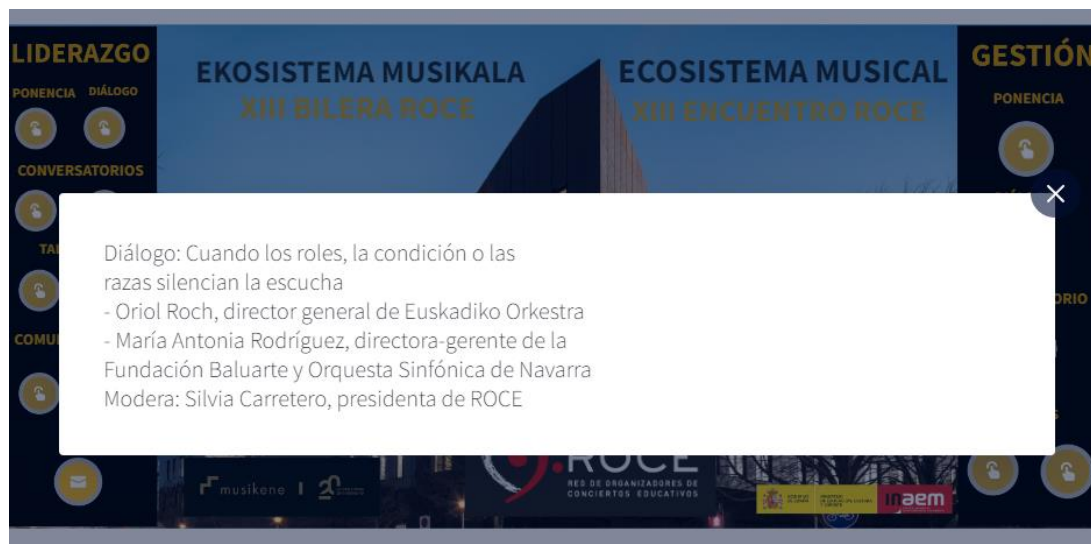 LIDERAZGO
PONENCIA DIÁLOGO
CONVERSATORIOS
EKOSISTEMA MUSIKALA
XIII BILERA ROCE
ECOSISTEMA MUSICAL
XIII ENCUENTRO ROCE
GESTIÓN
PONENCIA
Diálogo: Cuando los roles, la condición o las
razas silencian la escucha
- Oriol Roch, director general de Euskadiko Orkestra
- María Antonia Rodríguez, directora-gerente de la
Fundación Baluarte y Orquesta Sinfónica de Navarra
Modera: Silvia Carretero, presidenta de ROCE
musikene
ROCE
RED DE ORGANIZADORES DE
CONCIERTOS EDUCATIVOS
inaem